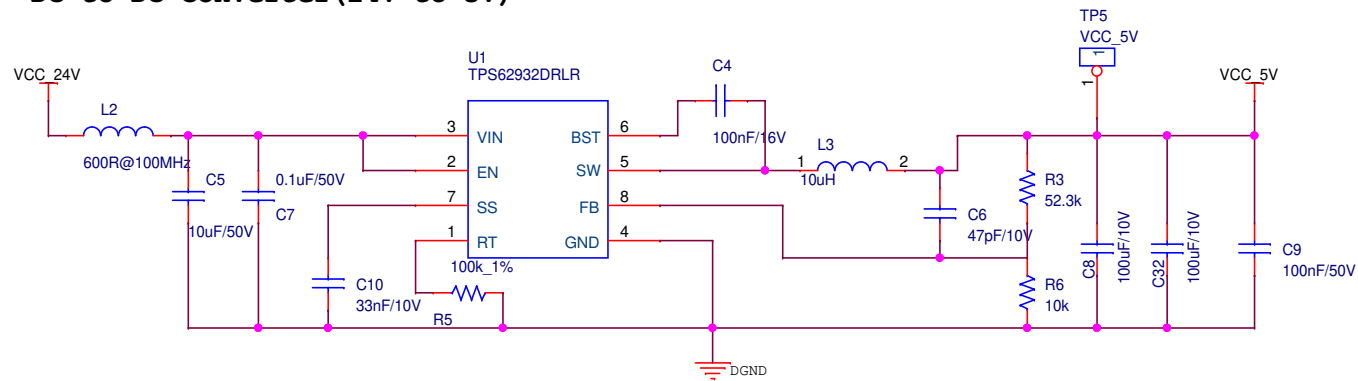 TP5
VCC_5V
1
1
U1
TPS62932DRLR
C4
100nF/16V
VCC_24V
VCC_5V
L2
600R@100MHz
3 VIN
BST 6
2 EN
SW 5
7 SS
FB 8
1 RT
GND 4
C5
10uF/50V
0.1uF/50V
C7
1 L3 2
10uH
R3
52.3k
C6
47pF/10V
C10
33nF/10V
100k_1%
R5
R6
10k
C8
100uF/10V
C32
100uF/10V
C9
100nF/50V
DGND